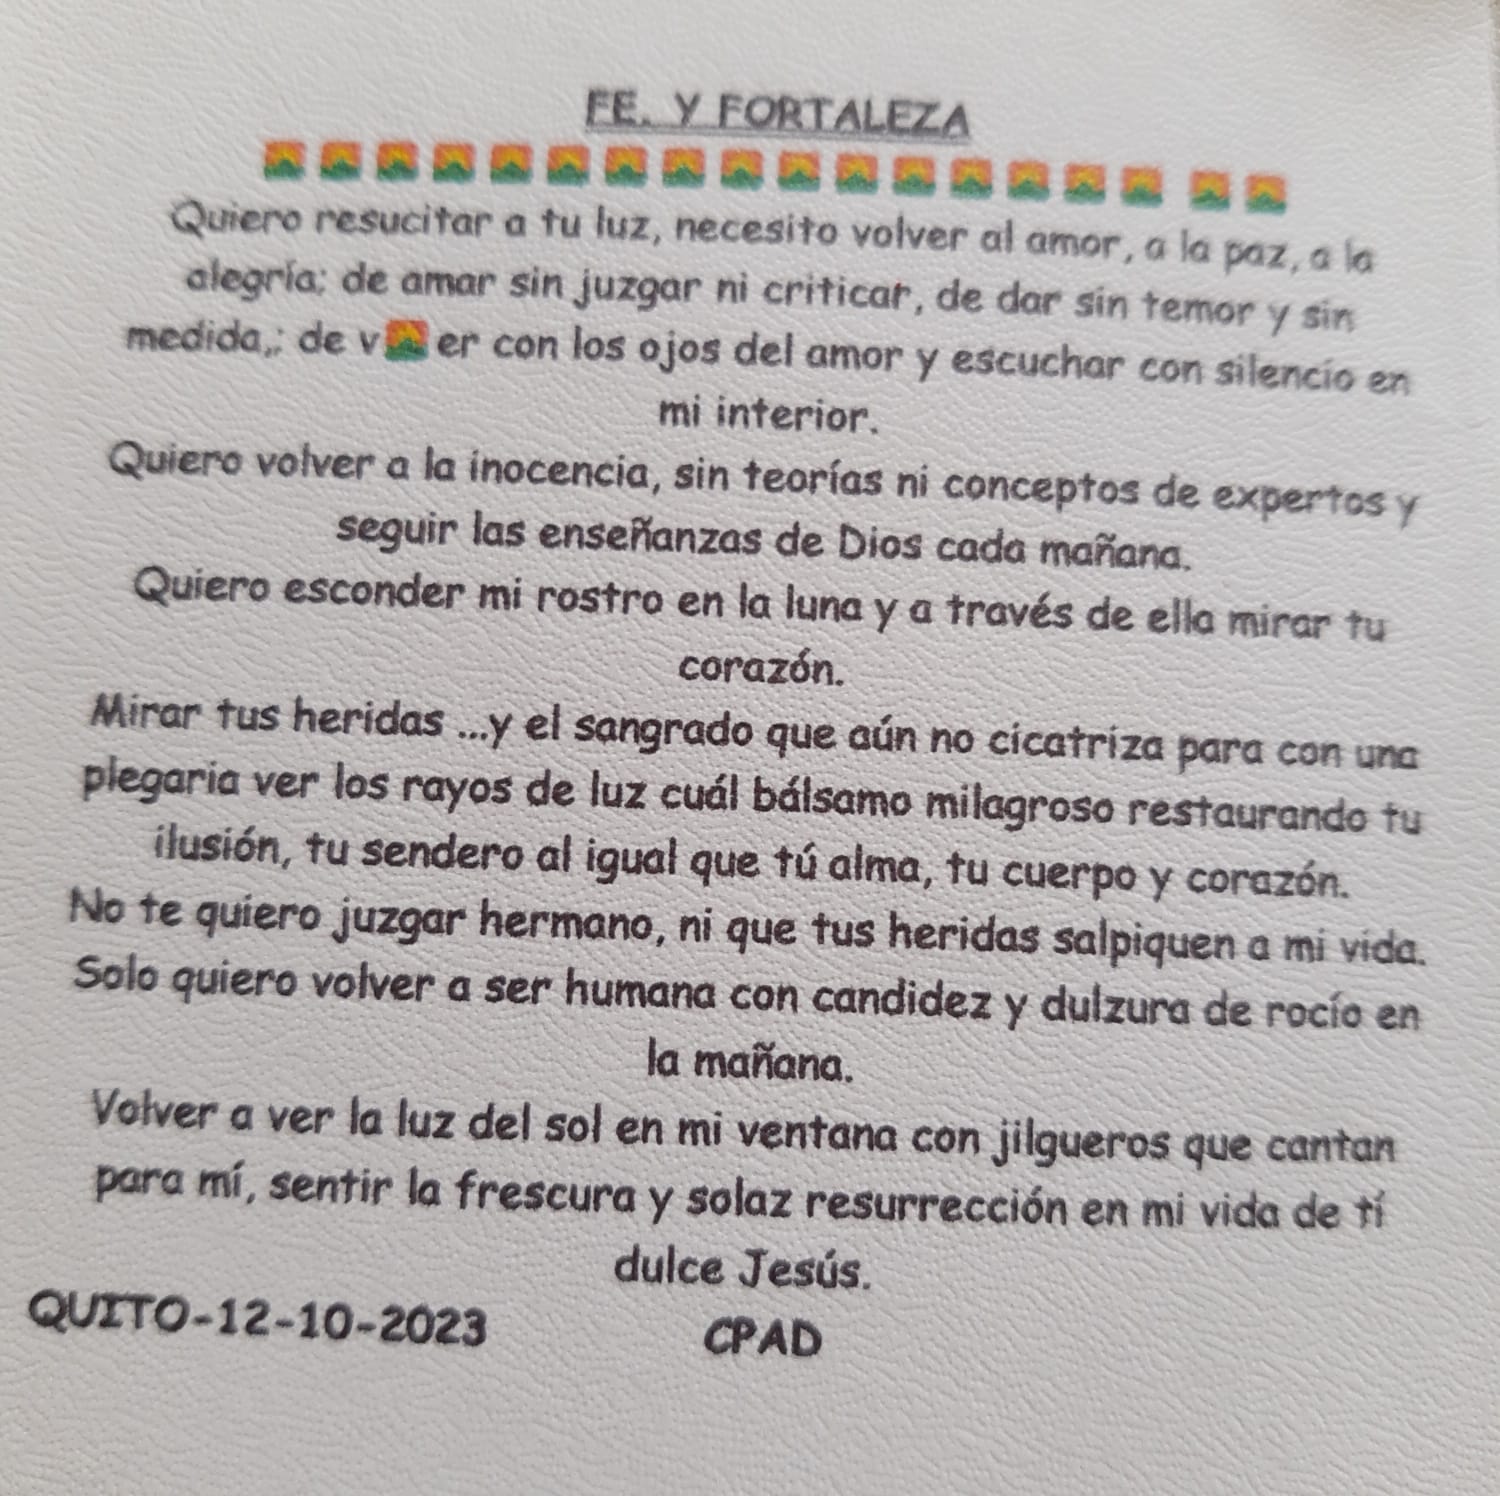 FE. Y FORTALEZA
🌄🌄🌄🌄🌄🌄🌄🌄🌄🌄🌄🌄🌄🌄🌄🌄 🌄🌄
Quiero resucitar a tu luz, necesito volver al amor, a la paz, a la
alegría; de amar sin juzgar ni criticar, de dar sin temor y sin
medida,; de v🌄er con los ojos del amor y escuchar con silencio en
mi interior.
Quiero volver a la inocencia, sin teorías ni conceptos de expertos y
seguir las enseñanzas de Dios cada mañana.
Quiero esconder mi rostro en la luna y a través de ella mirar tu
corazón.
Mirar tus heridas ...y el sangrado que aún no cicatriza para con una
plegaria ver los rayos de luz cuál bálsamo milagroso restaurando tu
ilusión, tu sendero al igual que tú alma, tu cuerpo y corazón.
No te quiero juzgar hermano, ni que tus heridas salpiquen a mi vida.
Solo quiero volver a ser humana con candidez y dulzura de rocío en
la mañana.
Volver a ver la luz del sol en mi ventana con jilgueros que cantan
para mí, sentir la frescura y solaz resurrección en mi vida de tí
dulce Jesús.
QUITO-12-10-2023 CPAD